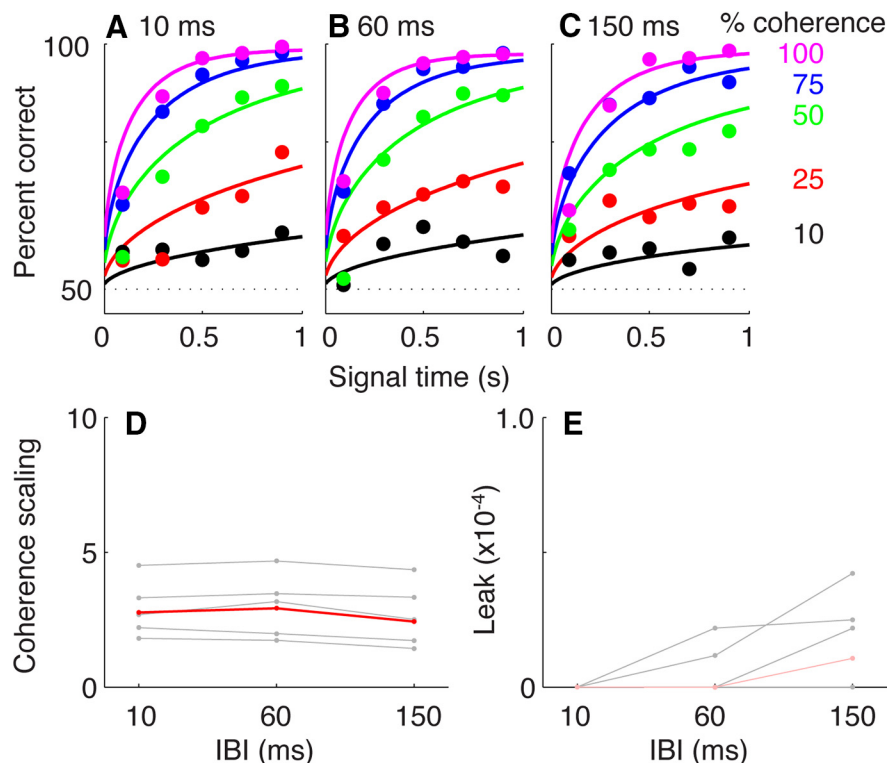 A 10 ms B 60 ms C 150 ms % coherence
100 100
75
50
25
10
50
Percent correct
0 0.5 1 0 0.5 1 0 0.5 1
Signal time (s)
D E
10 1.0
5
0 0
Coherence scaling
Leak (x10-4)
10 60 150 10 60 150
IBI (ms) IBI (ms)